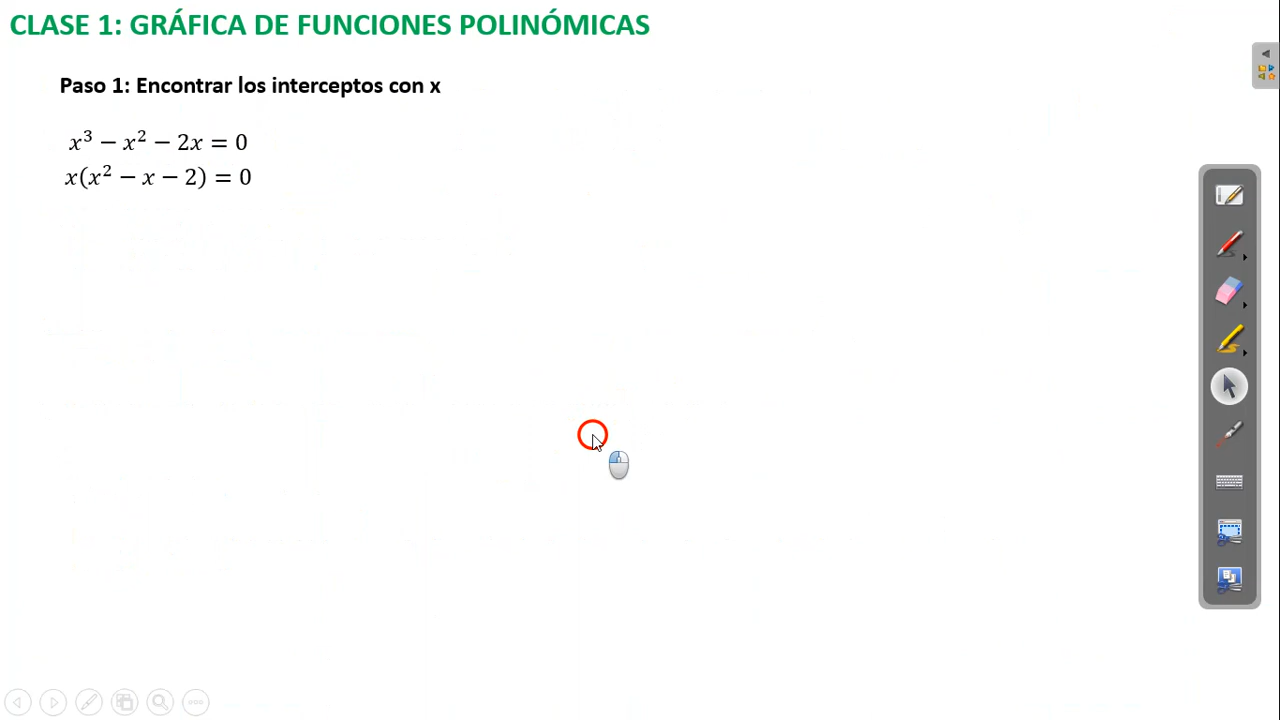 CLASE 1: GRÁFICA DE FUNCIONES POLINÓMICAS
Paso 1: Encontrar los interceptos con x
x³ − x² − 2x = 0
x(x² − x − 2) = 0